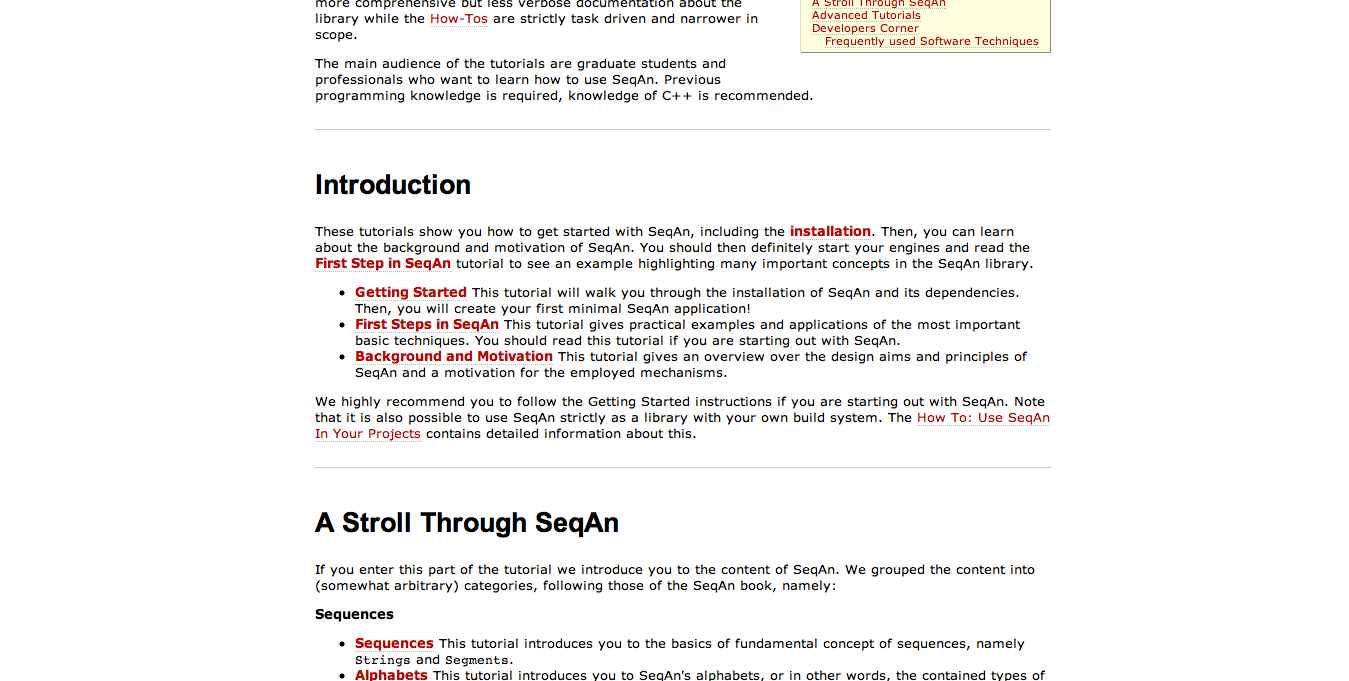 more comprehensive but less verbose documentation about the
library while the How-Tos are strictly task driven and narrower in
scope.
A Stroll Through SeqAn
Advanced Tutorials
Developers Corner
Frequently used Software Techniques
The main audience of the tutorials are graduate students and
professionals who want to learn how to use SeqAn. Previous
programming knowledge is required, knowledge of C++ is recommended.
Introduction
These tutorials show you how to get started with SeqAn, including the installation. Then, you can learn
about the background and motivation of SeqAn. You should then definitely start your engines and read the
First Step in SeqAn tutorial to see an example highlighting many important concepts in the SeqAn library.
• Getting Started This tutorial will walk you through the installation of SeqAn and its dependencies.
Then, you will create your first minimal SeqAn application!
• First Steps in SeqAn This tutorial gives practical examples and applications of the most important
basic techniques. You should read this tutorial if you are starting out with SeqAn.
• Background and Motivation This tutorial gives an overview over the design aims and principles of
SeqAn and a motivation for the employed mechanisms.
We highly recommend you to follow the Getting Started instructions if you are starting out with SeqAn. Note
that it is also possible to use SeqAn strictly as a library with your own build system. The How To: Use SeqAn
In Your Projects contains detailed information about this.
A Stroll Through SeqAn
If you enter this part of the tutorial we introduce you to the content of SeqAn. We grouped the content into
(somewhat arbitrary) categories, following those of the SeqAn book, namely:
Sequences
• Sequences This tutorial introduces you to the basics of fundamental concept of sequences, namely
Strings and Segments.
• Alphabets This tutorial introduces you to SeqAn's alphabets, or in other words, the contained types of